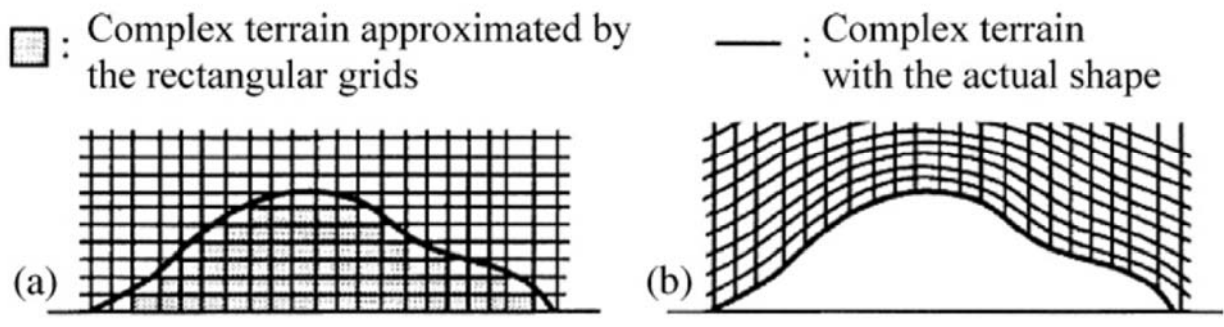 : Complex terrain approximated by
the rectangular grids
: Complex terrain
with the actual shape
(a)
(b)